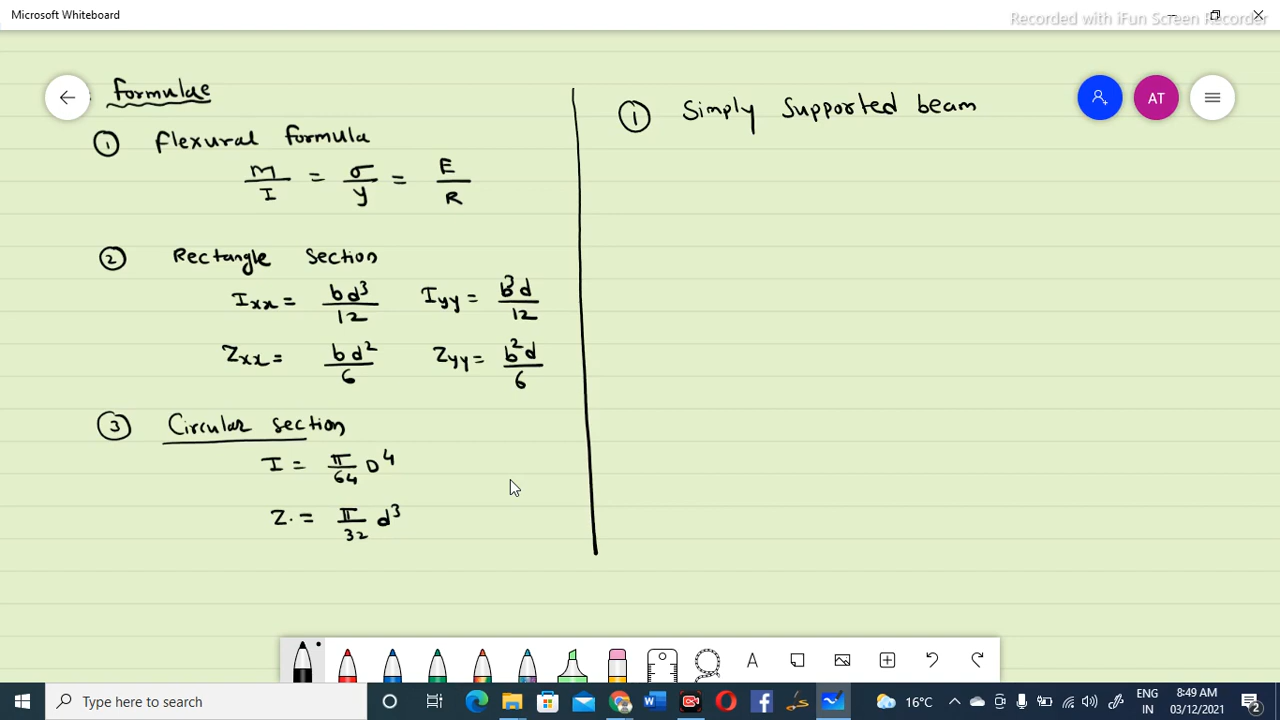 Microsoft Whiteboard
Recorded with iFun Screen Recorder
Formulae
① flexural formula
M/I = σ/y = E/R
② Rectangle section
Ixx = bd³/12 Iyy = b³d/12
Zxx = bd²/6 Zyy = b²d/6
③ Circular section
I = π/64 D⁴
Z = π/32 d³
① Simply supported beam
AT
A
Type here to search
16°C
ENG
IN
8:49 AM
03/12/2021
2